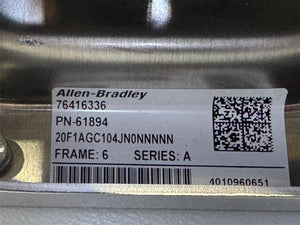 Allen-Bradley
76416336
PN-61894
20F1AGC104JN0NNNNN
FRAME: 6 SERIES: A
4010960651